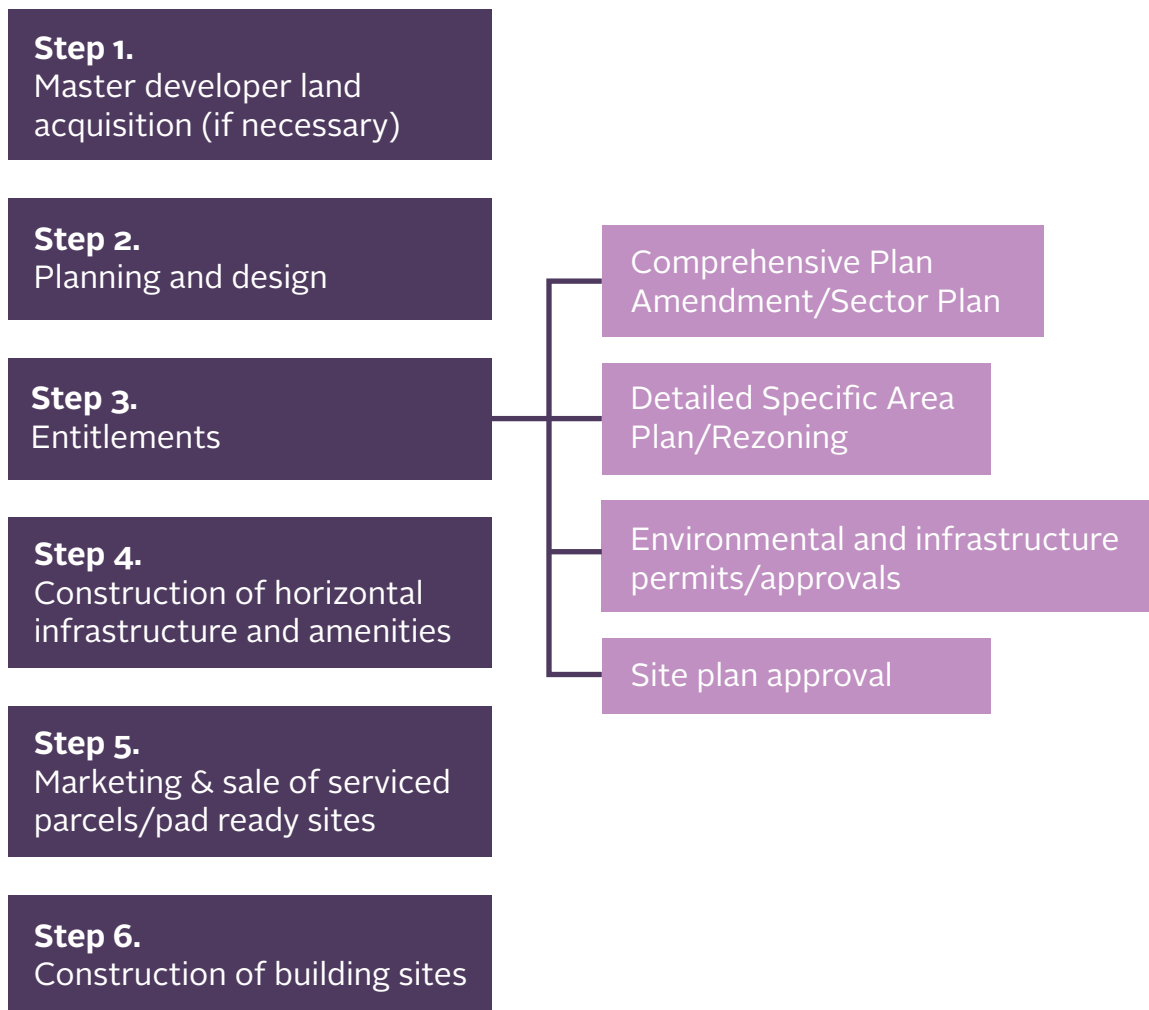 Step 1.
Master developer land
acquisition (if necessary)
Step 2.
Planning and design
Step 3.
Entitlements
Comprehensive Plan
Amendment/Sector Plan
Detailed Specific Area
Plan/Rezoning
Environmental and infrastructure
permits/approvals
Site plan approval
Step 4.
Construction of horizontal
infrastructure and amenities
Step 5.
Marketing & sale of serviced
parcels/pad ready sites
Step 6.
Construction of building sites